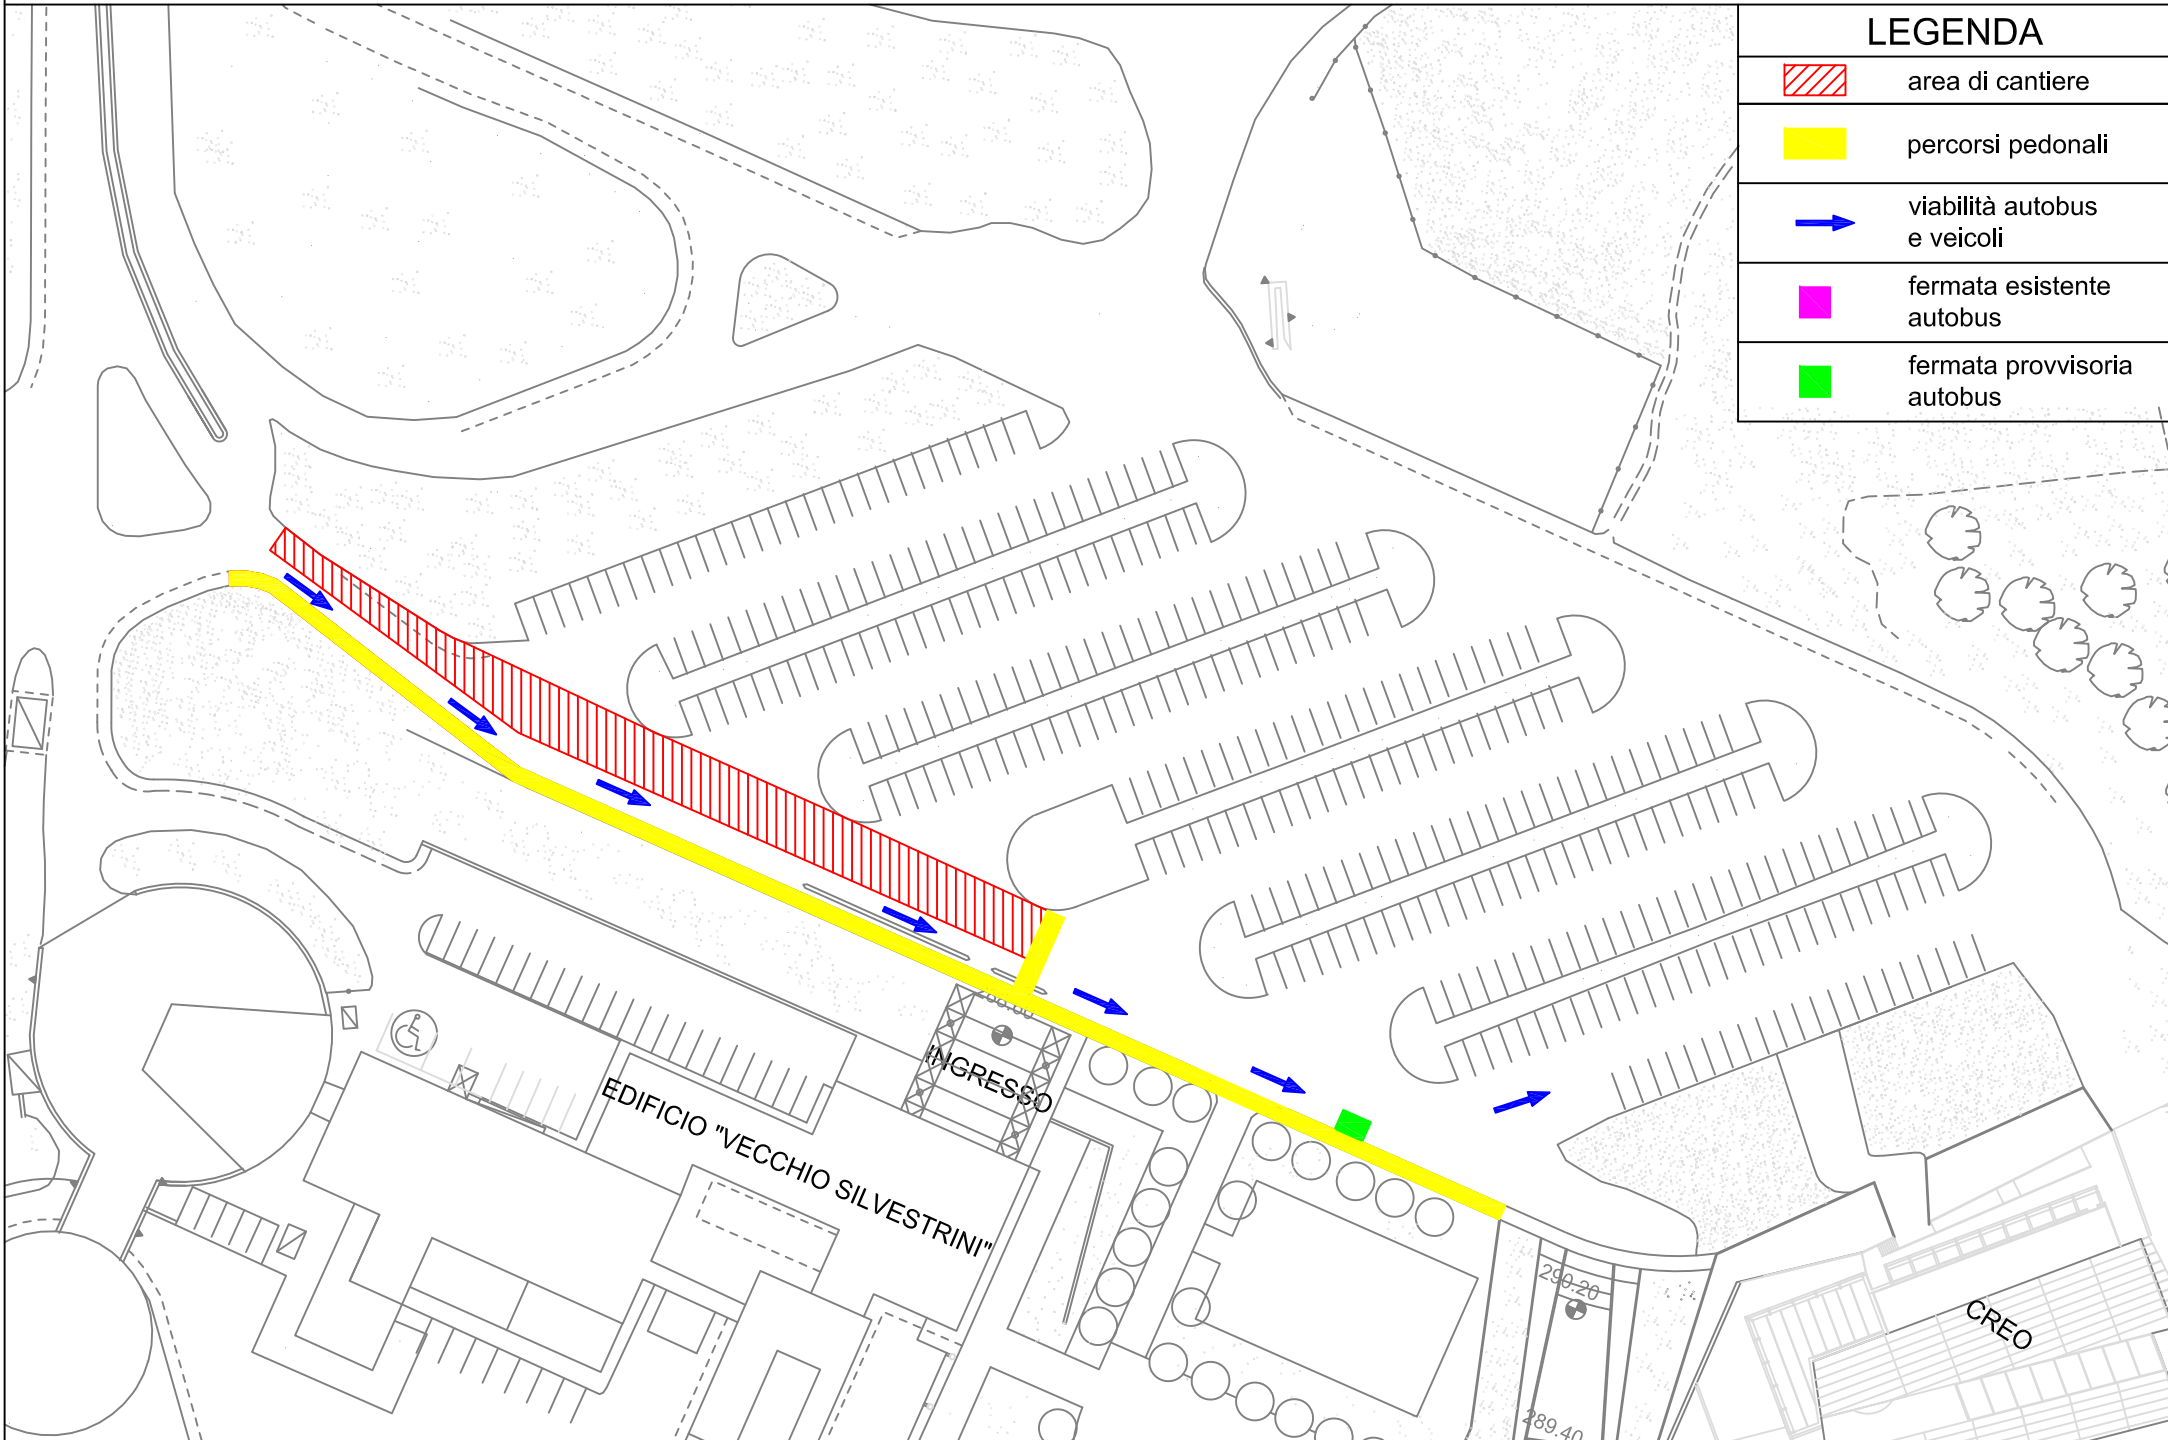 LEGENDA
area di cantiere
percorsi pedonali
viabilità autobus
e veicoli
fermata esistente
autobus
fermata provvisoria
autobus
INGRESSO
EDIFICIO "VECCHIO SILVESTRINI"
290.20
CREO
289.40